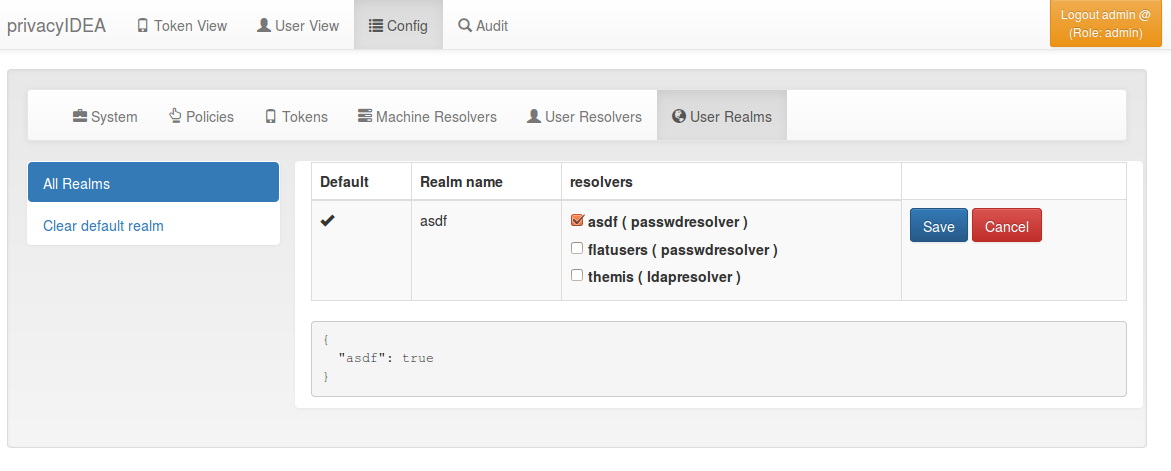 privacyIDEA Token View User View Config Audit
Logout admin @
(Role: admin)
System Policies Tokens Machine Resolvers User Resolvers User Realms
All Realms
Clear default realm
Default Realm name resolvers
asdf
asdf ( passwdresolver )
flatusers ( passwdresolver )
themis ( ldapresolver )
Save Cancel
{
"asdf": true
}